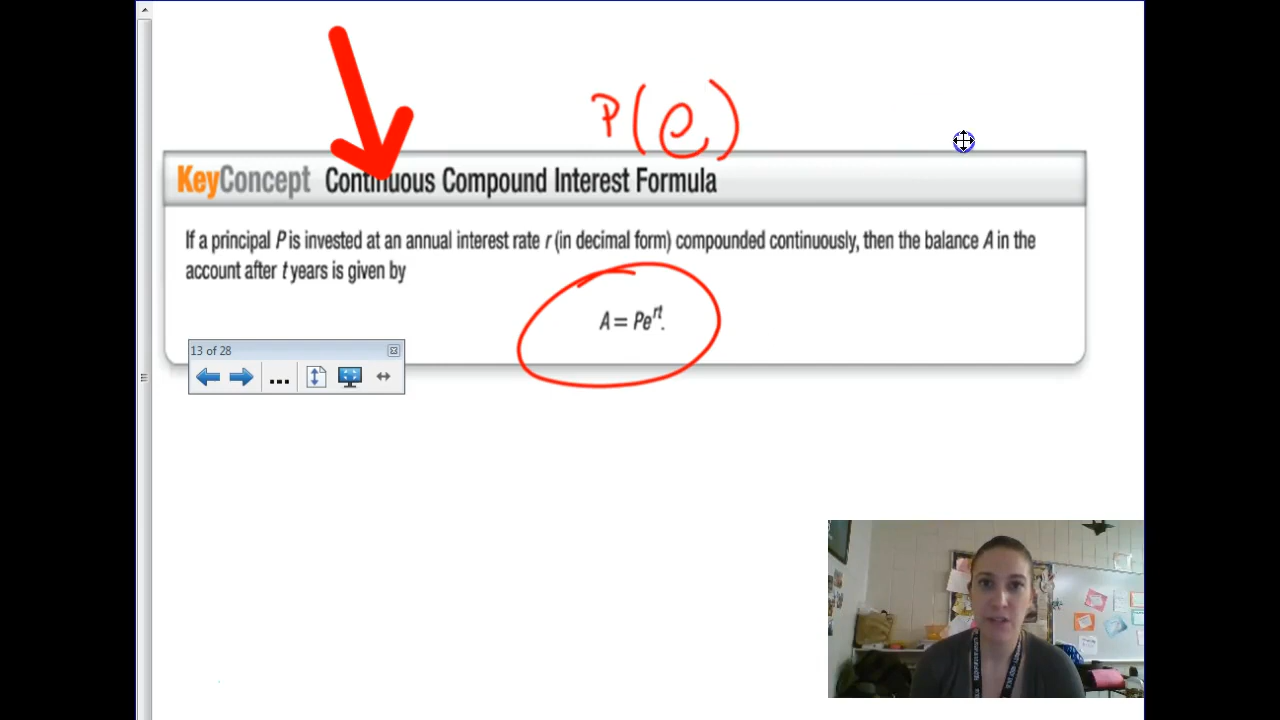 P(e)
KeyConcept Continuous Compound Interest Formula
If a principal P is invested at an annual interest rate r (in decimal form) compounded continuously, then the balance A in the
account after t years is given by
A = Pe^rt.
13 of 28
...